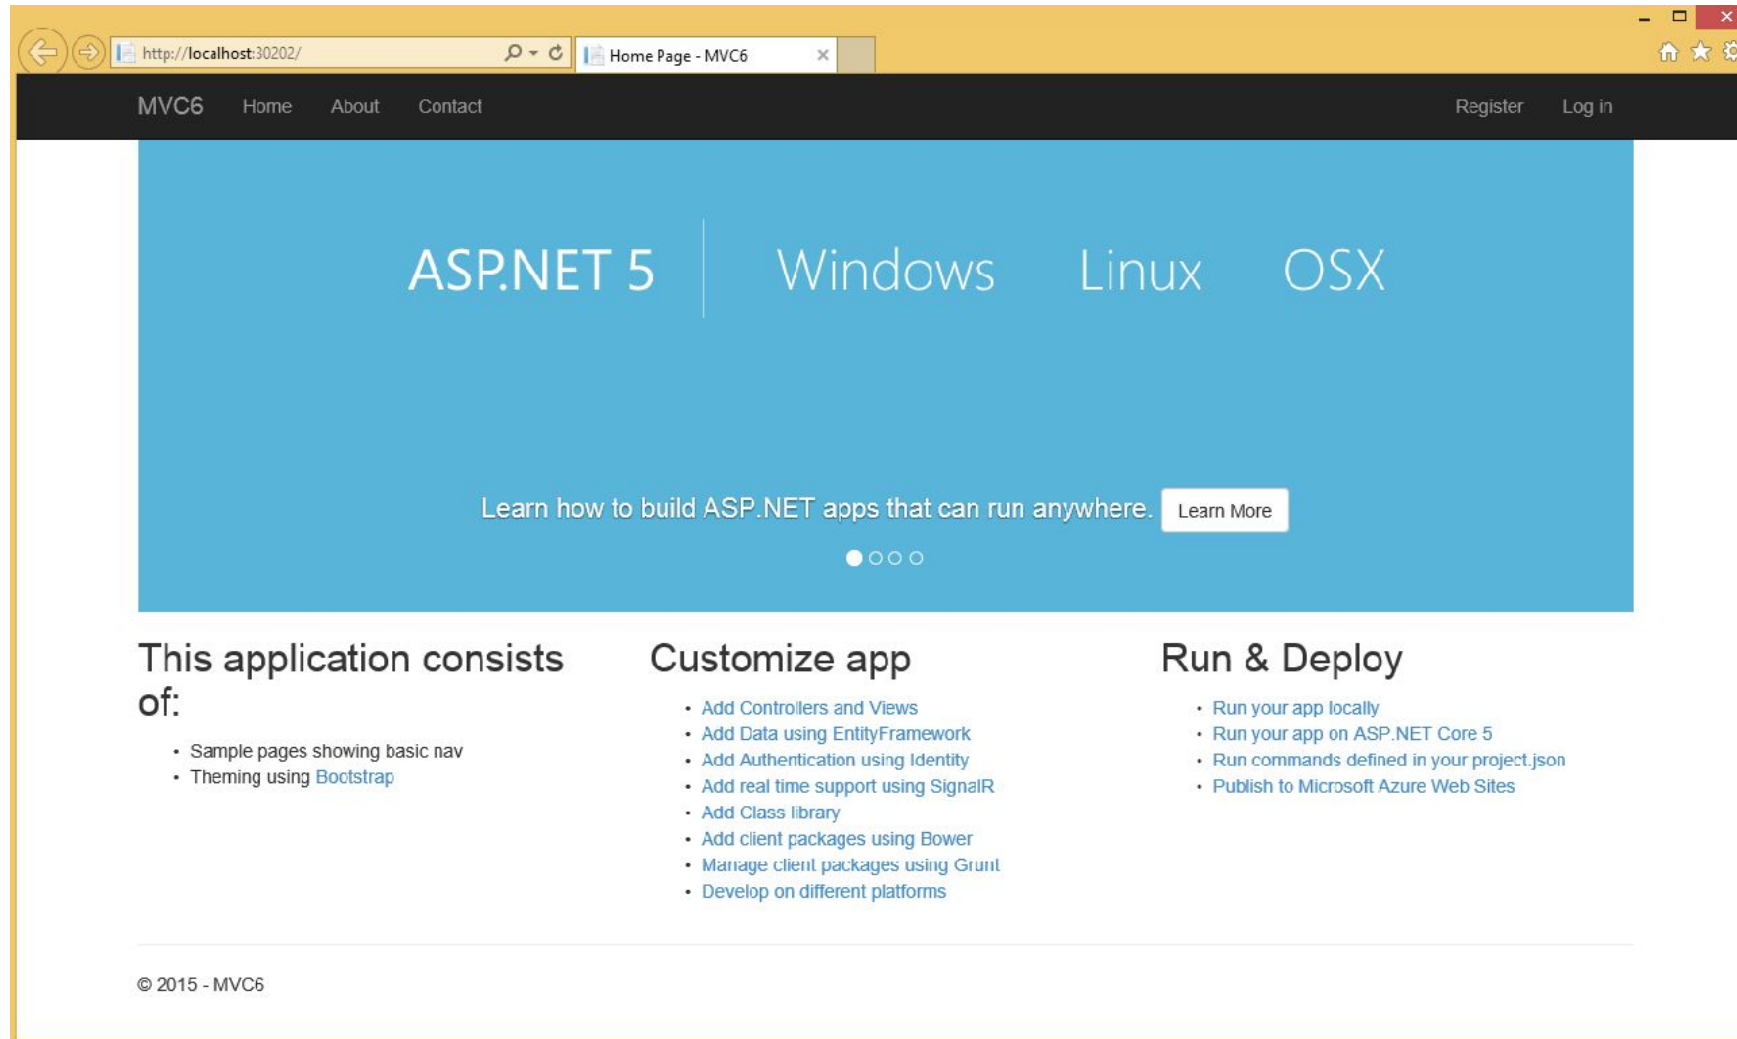 http://localhost:30202/
Home Page - MVC6
MVC6 Home About Contact Register Log in
ASP.NET 5 Windows Linux OSX
Learn how to build ASP.NET apps that can run anywhere. Learn More
This application consists
of:
• Sample pages showing basic nav
• Theming using Bootstrap
Customize app
• Add Controllers and Views
• Add Data using EntityFramework
• Add Authentication using Identity
• Add real time support using SignalR
• Add Class library
• Add client packages using Bower
• Manage client packages using Grunt
• Develop on different platforms
Run & Deploy
• Run your app locally
• Run your app on ASP.NET Core 5
• Run commands defined in your project.json
• Publish to Microsoft Azure Web Sites
© 2015 - MVC6